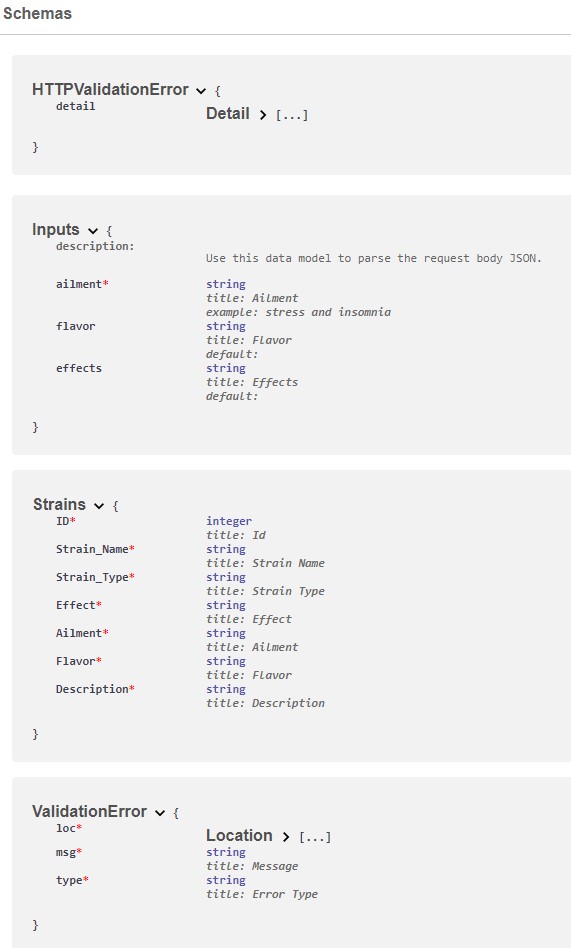 Schemas
HTTPValidationError {
detail
Detail > [...]
}
Inputs {
description:
Use this data model to parse the request body JSON.
ailment* string
title: Ailment
example: stress and insomnia
flavor string
title: Flavor
default:
effects string
title: Effects
default:
}
Strains {
ID* integer
title: Id
Strain_Name* string
title: Strain Name
Strain_Type* string
title: Strain Type
Effect* string
title: Effect
Ailment* string
title: Ailment
Flavor* string
title: Flavor
Description* string
title: Description
}
ValidationError {
loc*
Location > [...]
msg* string
title: Message
type* string
title: Error Type
}